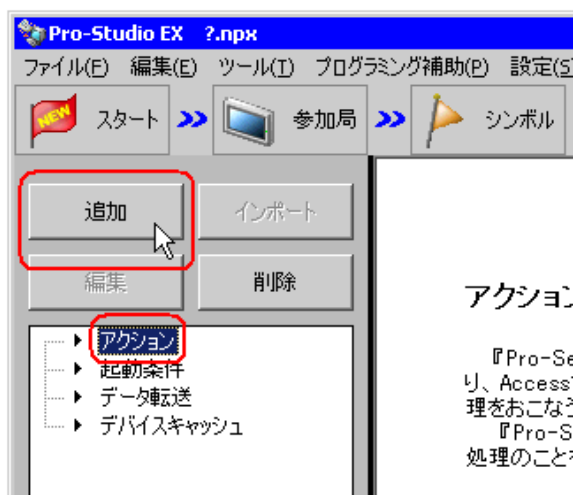 Pro-Studio EX ?.npx
ファイル(F) 編集(E) ツール(T) プログラミング補助(P) 設定(S
NEW スタート 参加局 シンボル
追加 インポート
編集 削除
アクション
起動条件
データ転送
デバイスキャッシュ
アクション
『Pro-Se
り、Access
理をおこなう
『Pro-S
処理のことを